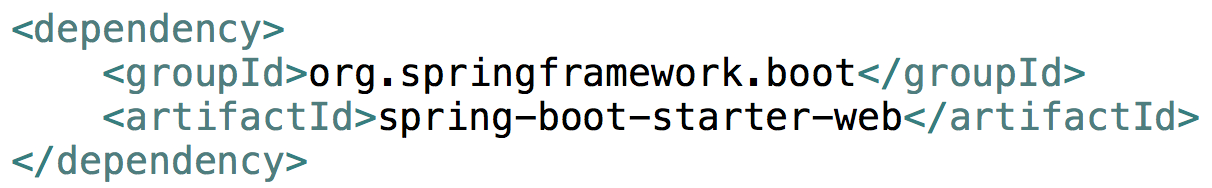 <dependency>
    <groupId>org.springframework.boot</groupId>
    <artifactId>spring-boot-starter-web</artifactId>
</dependency>